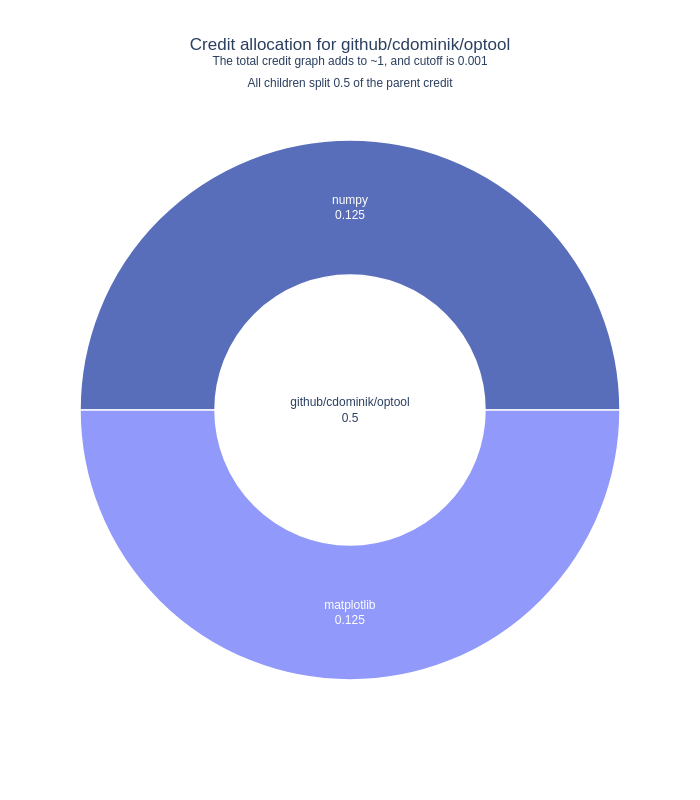 Credit allocation for github/cdominik/optool
The total credit graph adds to ~1, and cutoff is 0.001
All children split 0.5 of the parent credit
numpy
0.125
github/cdominik/optool
0.5
matplotlib
0.125